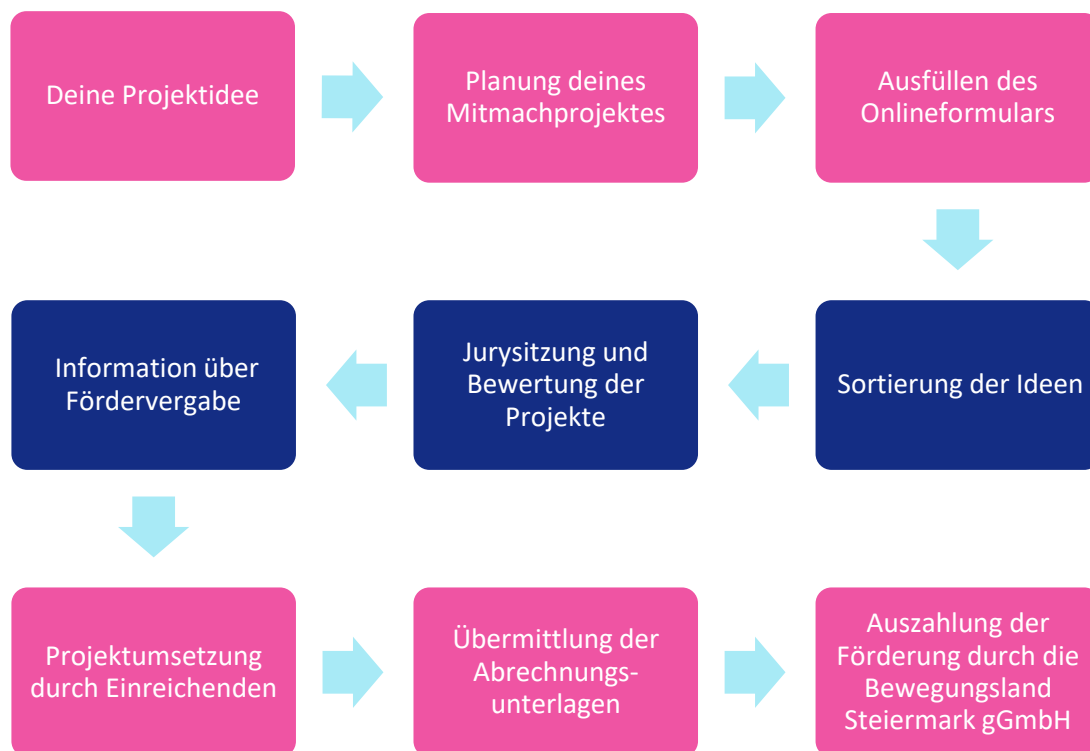 Deine Projektidee
Planung deines
Mitmachprojektes
Ausfüllen des
Onlineformulars
Sortierung der Ideen
Jurysitzung und
Bewertung der
Projekte
Information über
Fördervergabe
Projektumsetzung
durch Einreichenden
Übermittlung der
Abrechnungs-
unterlagen
Auszahlung der
Förderung durch die
Bewegungsland
Steiermark gGmbH